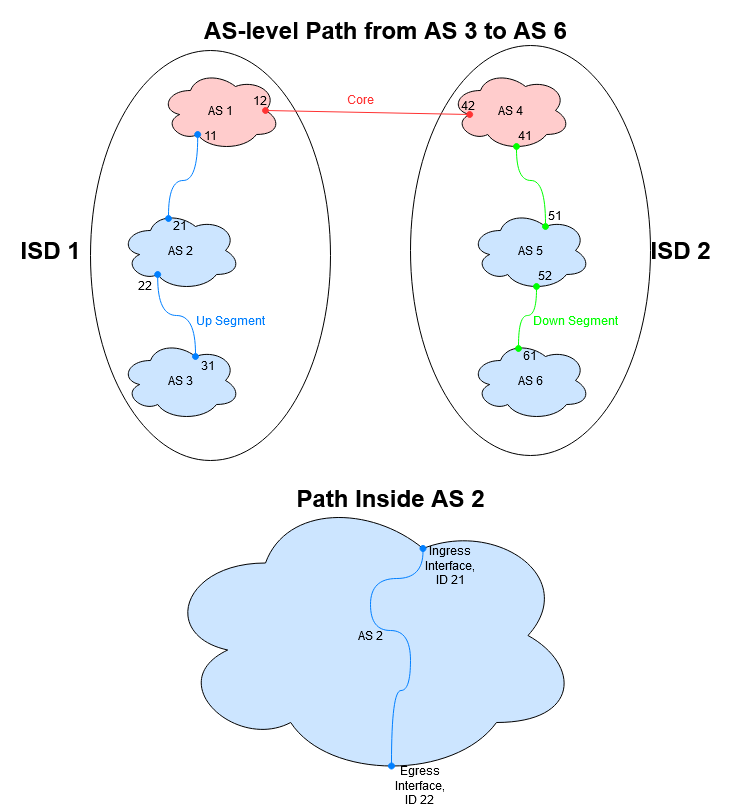 AS-level Path from AS 3 to AS 6
Core
12
42
AS 1
AS 4
11
41
21
51
ISD 1
AS 2
AS 5
ISD 2
22
52
Up Segment
Down Segment
31
61
AS 3
AS 6
Path Inside AS 2
Ingress
Interface,
ID 21
AS 2
Egress
Interface,
ID 22